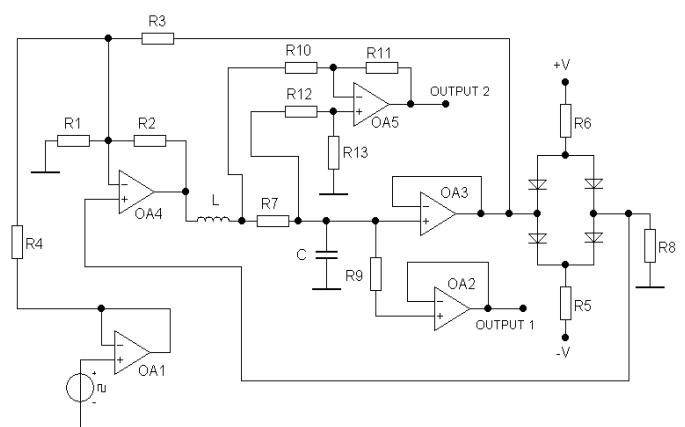 R3
R10
R11
+V
R12
OUTPUT 2
OA5
R6
R1
R2
R13
OA4
L
R7
OA3
R4
C
R9
OA2
R8
OUTPUT 1
R5
-V
OA1